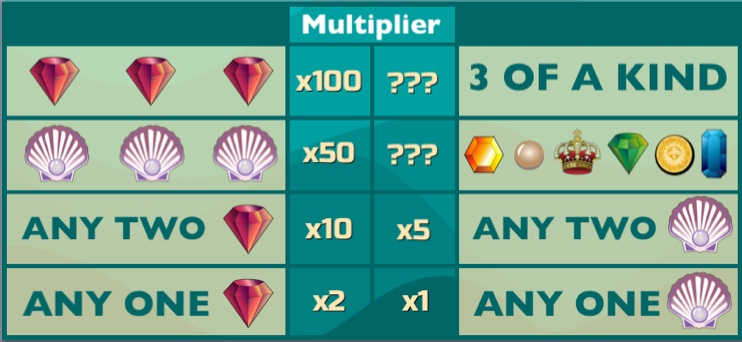 Multiplier
x100 ??? 3 OF A KIND
x50 ???
ANY TWO x10 x5 ANY TWO
ANY ONE x2 x1 ANY ONE